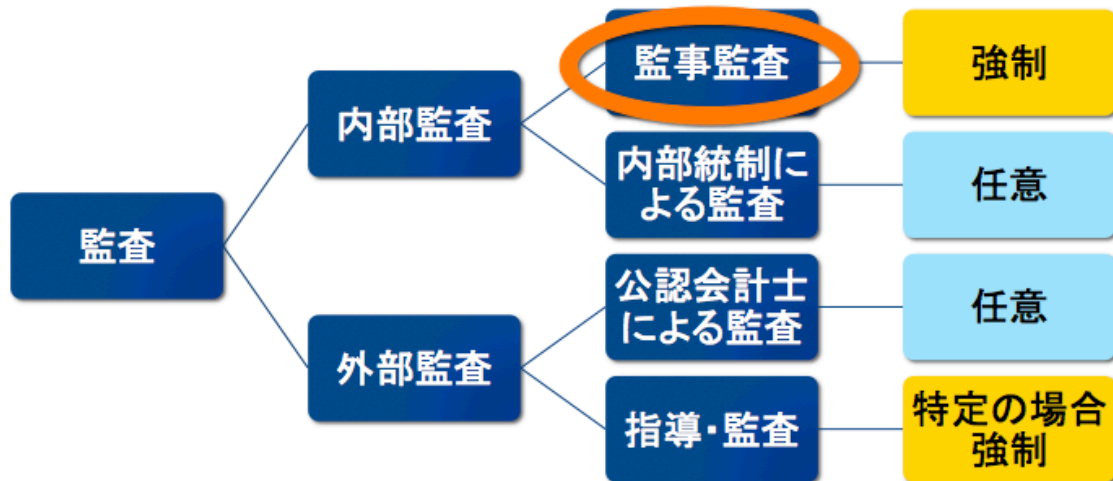 監査
内部監査
外部監査
監事監査
強制
内部統制に
よる監査
任意
公認会計士
による監査
任意
指導・監査
特定の場合
強制